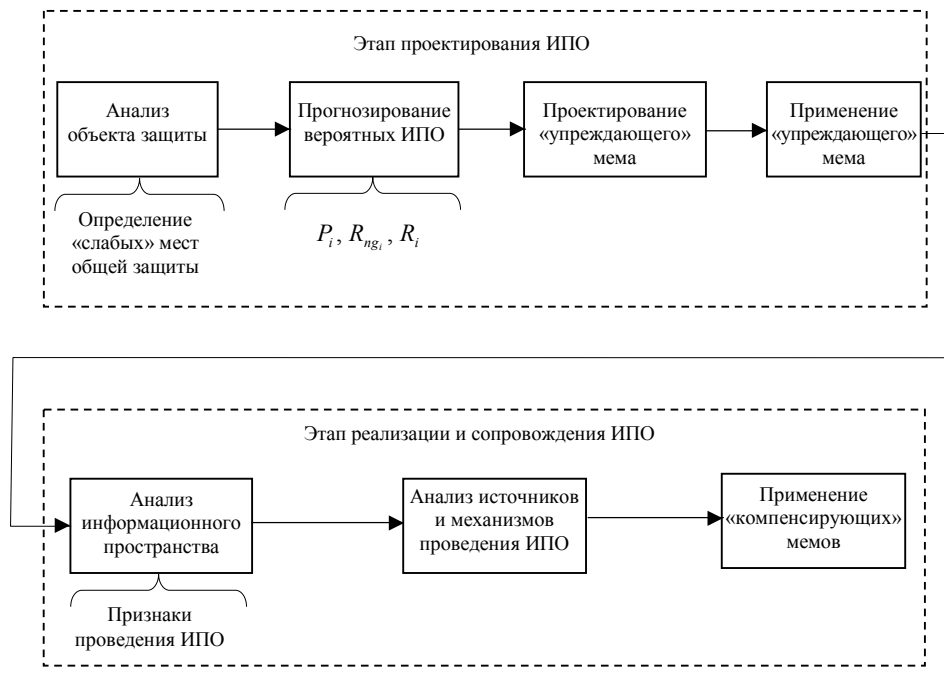 Этап проектирования ИПО
Анализ
объекта защиты
Прогнозирование
вероятных ИПО
Проектирование
«упреждающего»
мема
Применение
«упреждающего»
мема
Определение
«слабых» мест
общей защиты
P_i, R_{ng_i}, R_i
Этап реализации и сопровождения ИПО
Анализ
информационного
пространства
Анализ источников
и механизмов
проведения ИПО
Применение
«компенсирующих»
мемов
Признаки
проведения ИПО